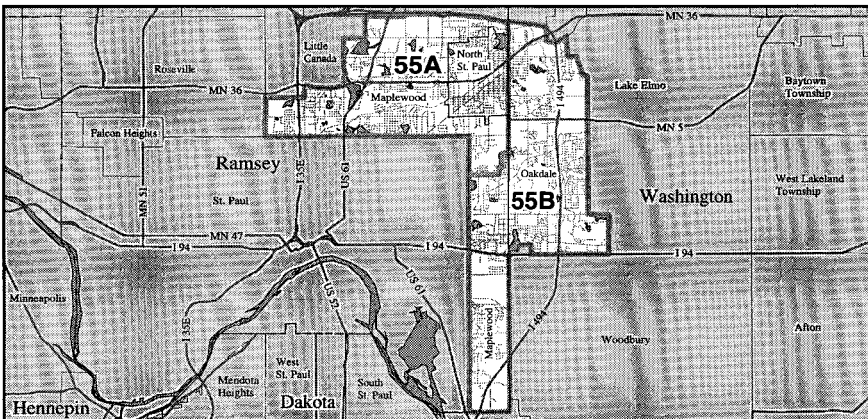 MN 36
Little
Canada
Roseville
55A
North
St. Paul
MN 36
Maplewood
I 494
Lake Elmo
Baytown
Township
Falcon Heights
MN 5
Ramsey
I 35E
US 61
Oakdale
MN 51
St. Paul
55B
Washington
West Lakeland
Township
MN 47
I 94
I 94
I 94
Minneapolis
US 52
US 61
I 35E
I 494
Maplewood
Woodbury
Afton
West
St. Paul
Mendota
Heights
South
St. Paul
Hennepin
Dakota